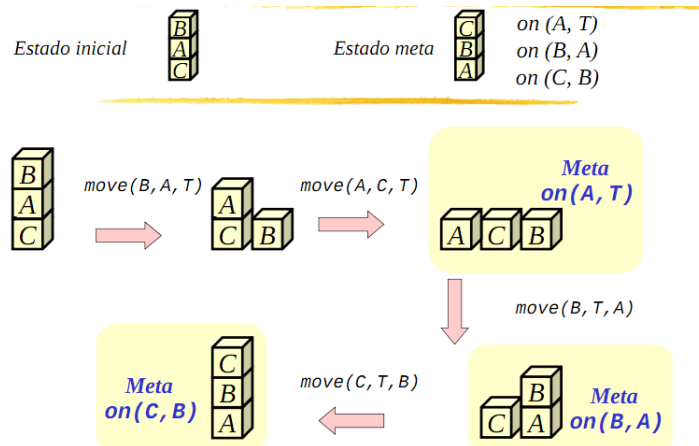 Estado inicial
B
A
C
Estado meta
C
B
A
on (A, T)
on (B, A)
on (C, B)
B
A
C
move(B,A,T)
A
C B
move(A,C,T)
Meta
on(A,T)
A C B
move(B,T,A)
B
C A
Meta
on(B,A)
move(C,T,B)
Meta
on(C,B)
C
B
A